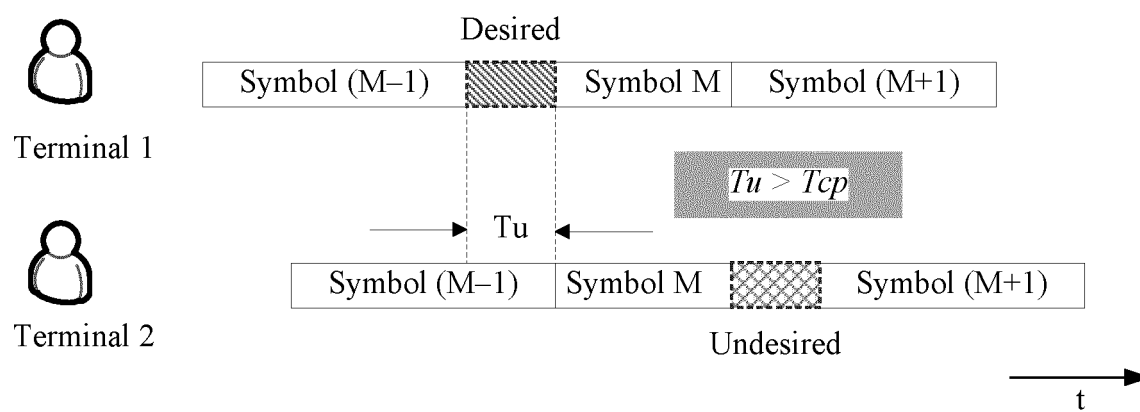 Desired
Symbol (M–1) Symbol M Symbol (M+1)
Terminal 1
Tu > Tcp
Tu
Symbol (M–1) Symbol M Symbol (M+1)
Terminal 2
Undesired
t